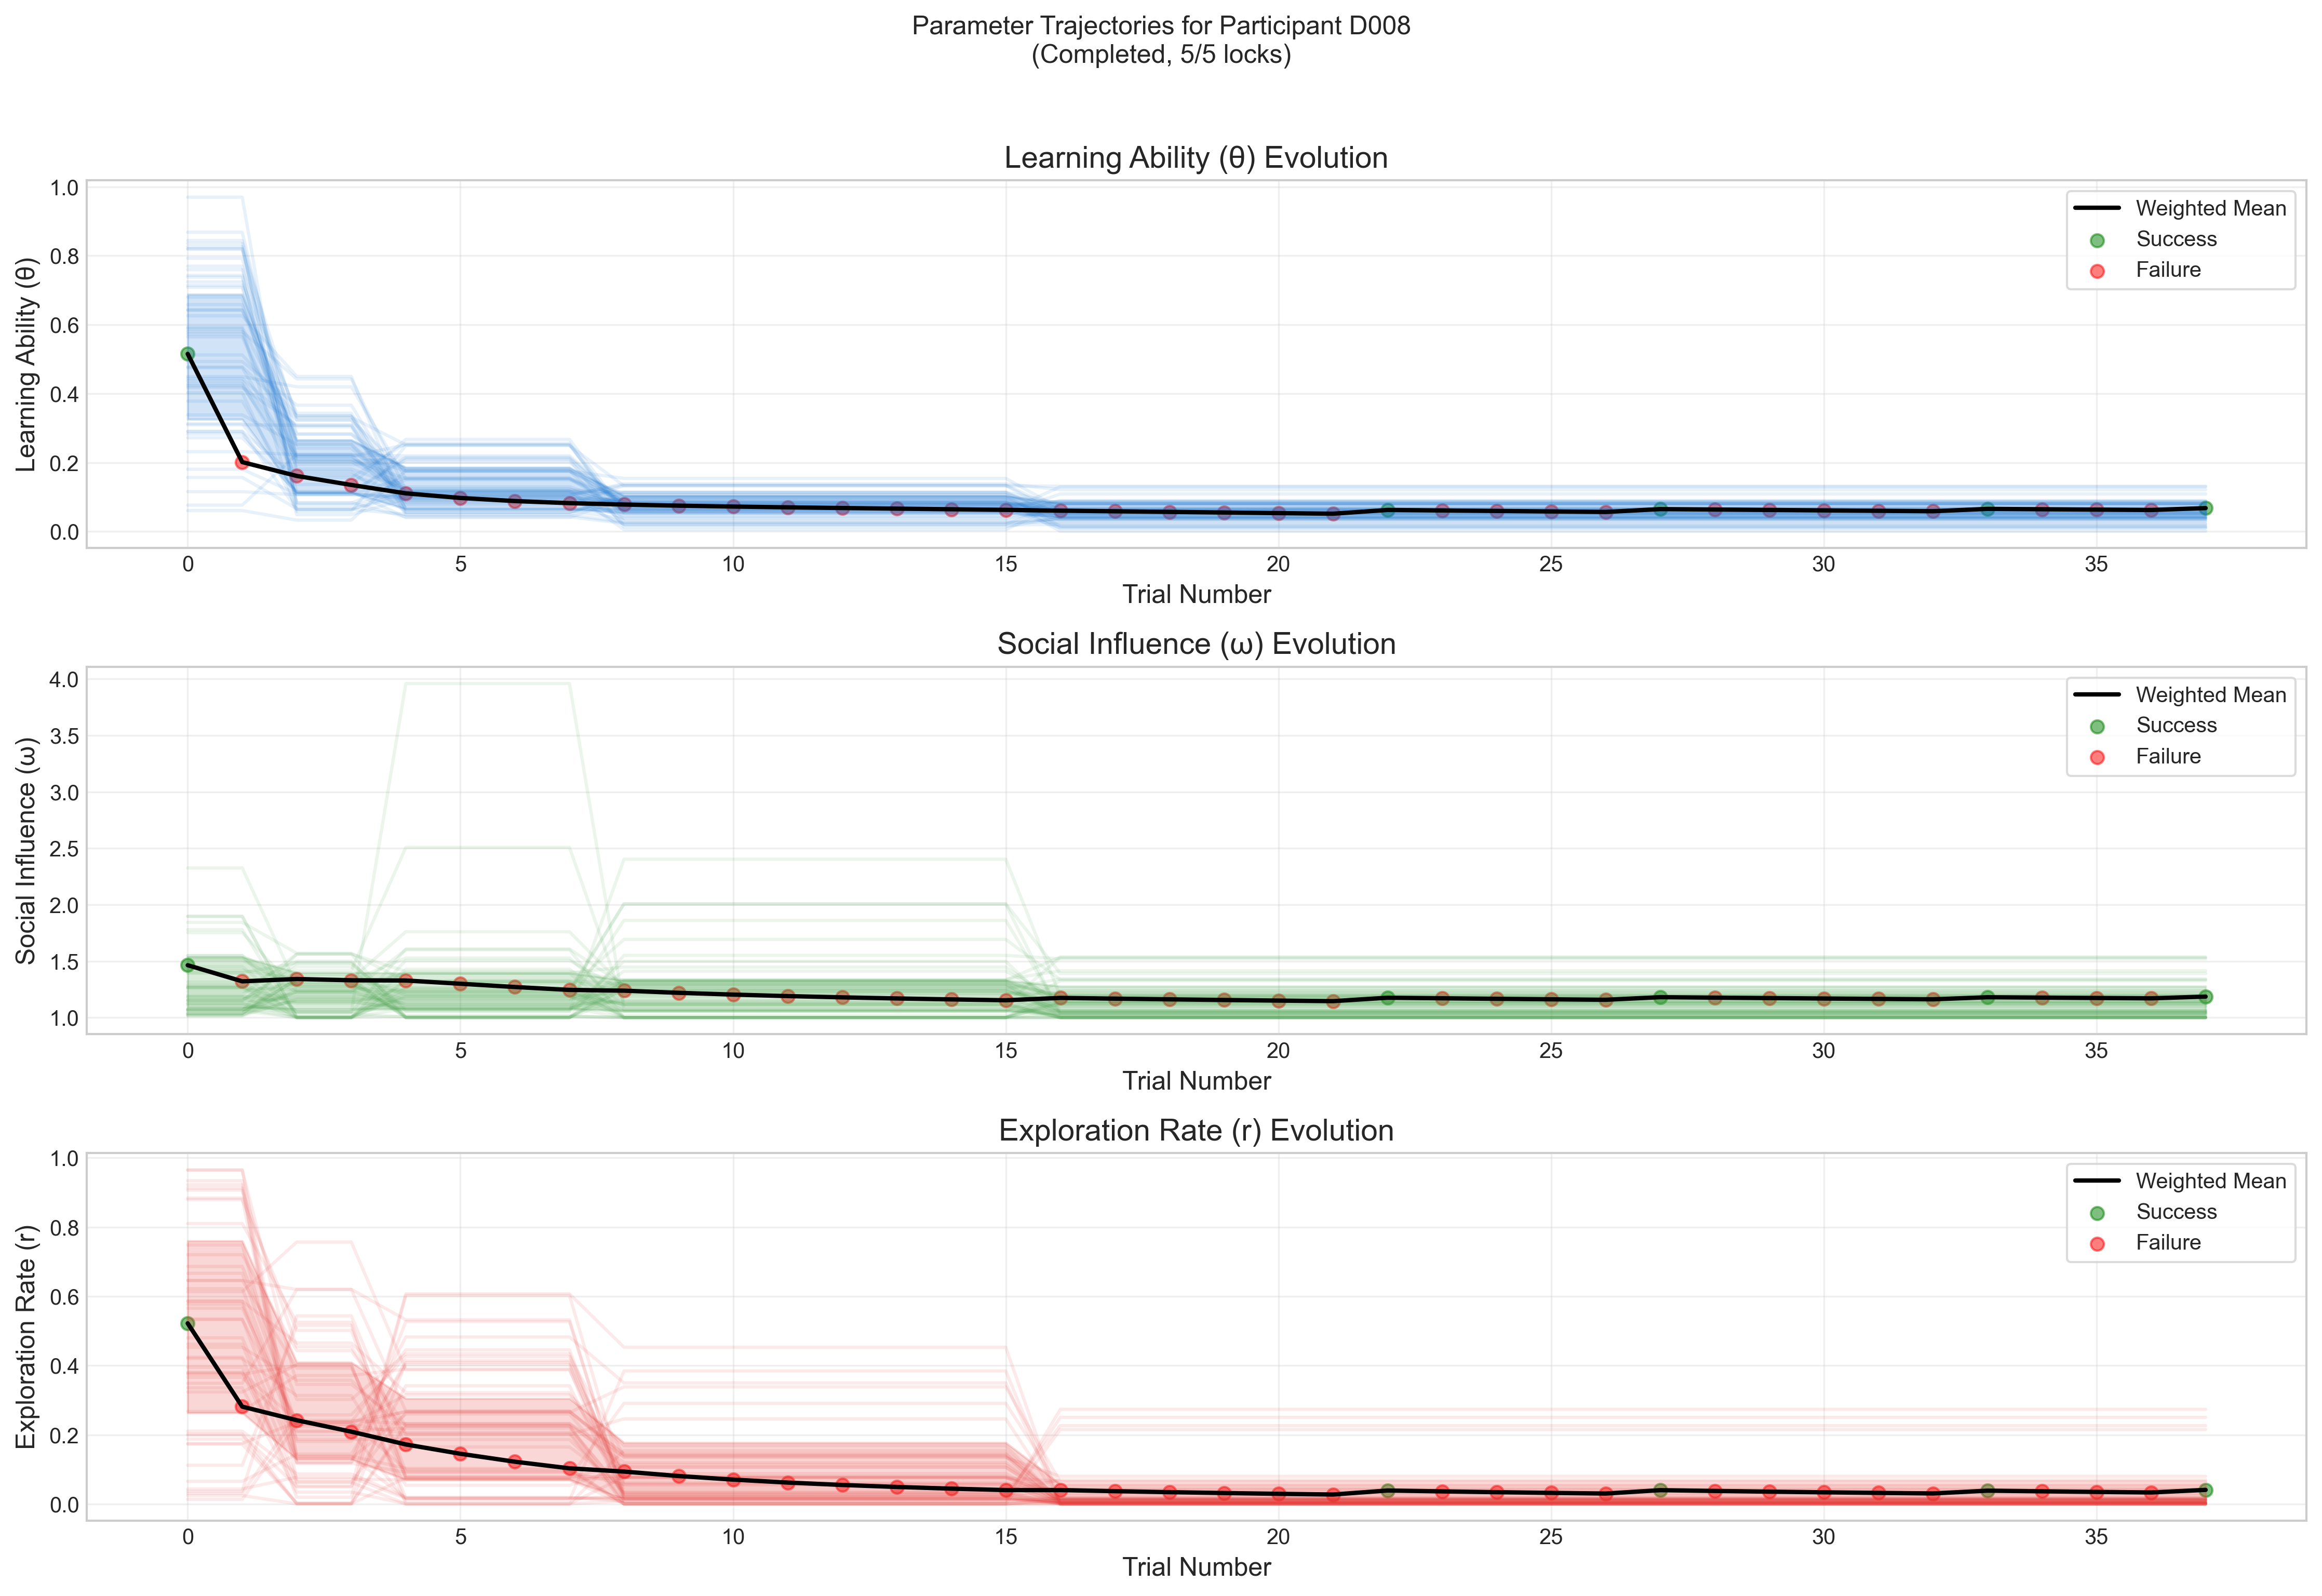 Parameter Trajectories for Participant D008
(Completed, 5/5 locks)
Learning Ability (θ) Evolution
Learning Ability (θ)
1.0
0.8
0.6
0.4
0.2
0.0
Weighted Mean
Success
Failure
0 5 10 15 20 25 30 35
Trial Number
Social Influence (ω) Evolution
Social Influence (ω)
4.0
3.5
3.0
2.5
2.0
1.5
1.0
Weighted Mean
Success
Failure
0 5 10 15 20 25 30 35
Trial Number
Exploration Rate (r) Evolution
Exploration Rate (r)
1.0
0.8
0.6
0.4
0.2
0.0
Weighted Mean
Success
Failure
0 5 10 15 20 25 30 35
Trial Number